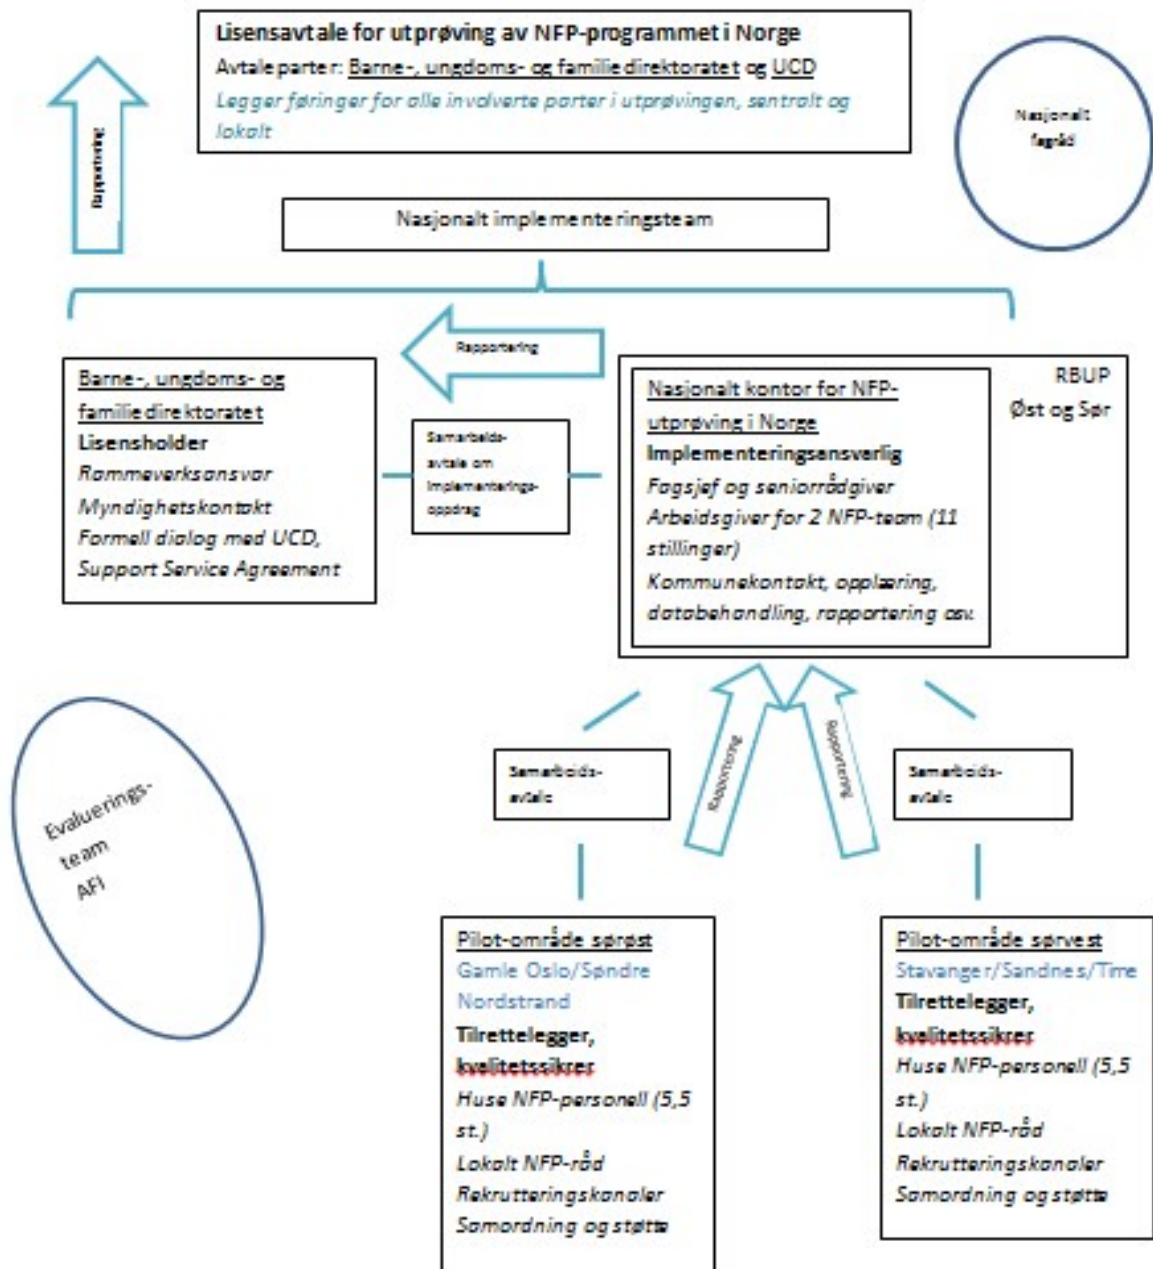 Lisensavtale for utprøving av NFP-programmet i Norge
Avtaleparter: Barne-, ungdoms- og familiedirektoratet og UCD
Legger føringer for alle involverte parter i utprøvingen, sentralt og
lokalt
Rapportering
Nasjonalt
fagråd
Nasjonalt implementeringsteam
Rapportering
Barne-, ungdoms- og
familiedirektoratet
Lisensholder
Rammeverksansvar
Myndighetskontakt
Formell dialog med UCD,
Support Service Agreement
Samarbeids-
avtale om
implementerings-
oppdrag
Nasjonalt kontor for NFP-
utprøving i Norge
Implementeringsansvarlig
Fagsjef og seniorrådgiver
Arbeidsgiver for 2 NFP-team (11
stillinger)
Kommunekontakt, opplæring,
databehandling, rapportering osv.
RBUP
Øst og Sør
Evaluerings-
team
AFI
Samarbeids-
avtale
Rapportering
Rapportering
Samarbeids-
avtale
Pilot-område sørøst
Gamle Oslo/Søndre
Nordstrand
Tilrettelegger,
kvalitetssikrer
Huse NFP-personell (5,5
st.)
Lokalt NFP-råd
Rekrutteringskanaler
Samordning og støtte
Pilot-område sørvest
Stavanger/Sandnes/Time
Tilrettelegger,
kvalitetssikrer
Huse NFP-personell (5,5
st.)
Lokalt NFP-råd
Rekrutteringskanaler
Samordning og støtte